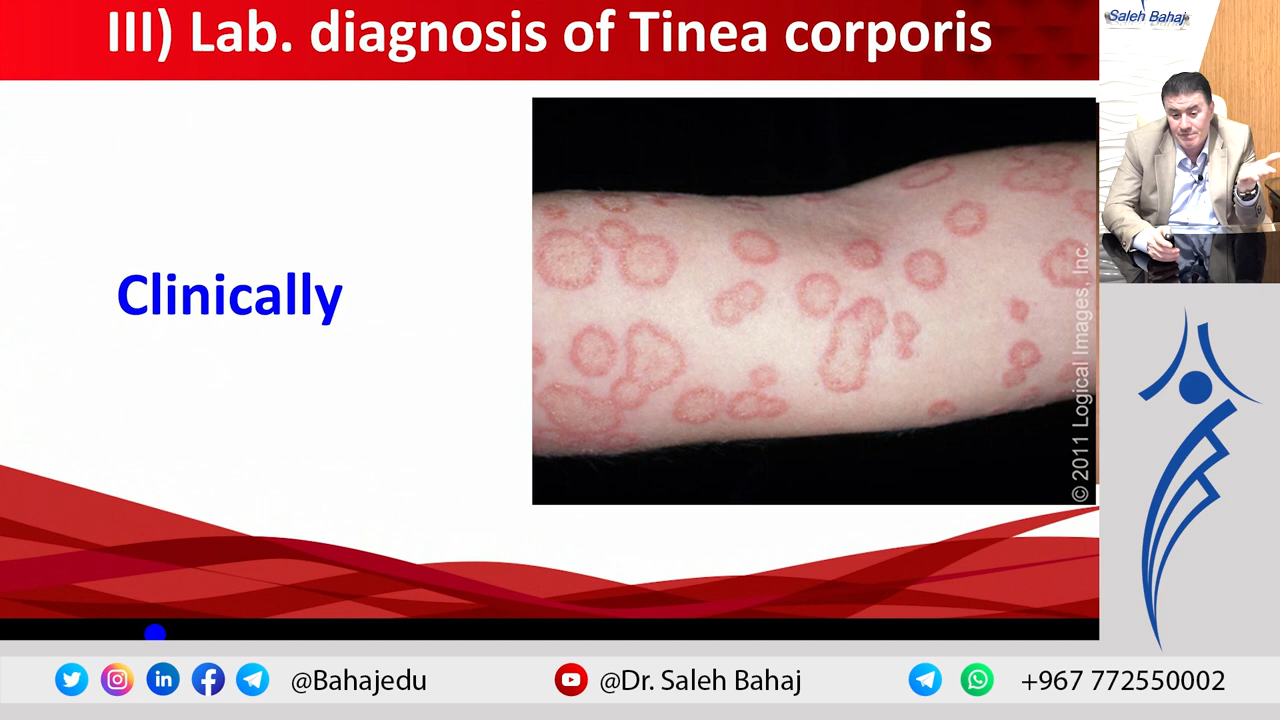 III) Lab. diagnosis of Tinea corporis
Saleh Bahaj
Clinically
© 2011 Logical Images, Inc.
@Bahajedu
@Dr. Saleh Bahaj
+967 772550002